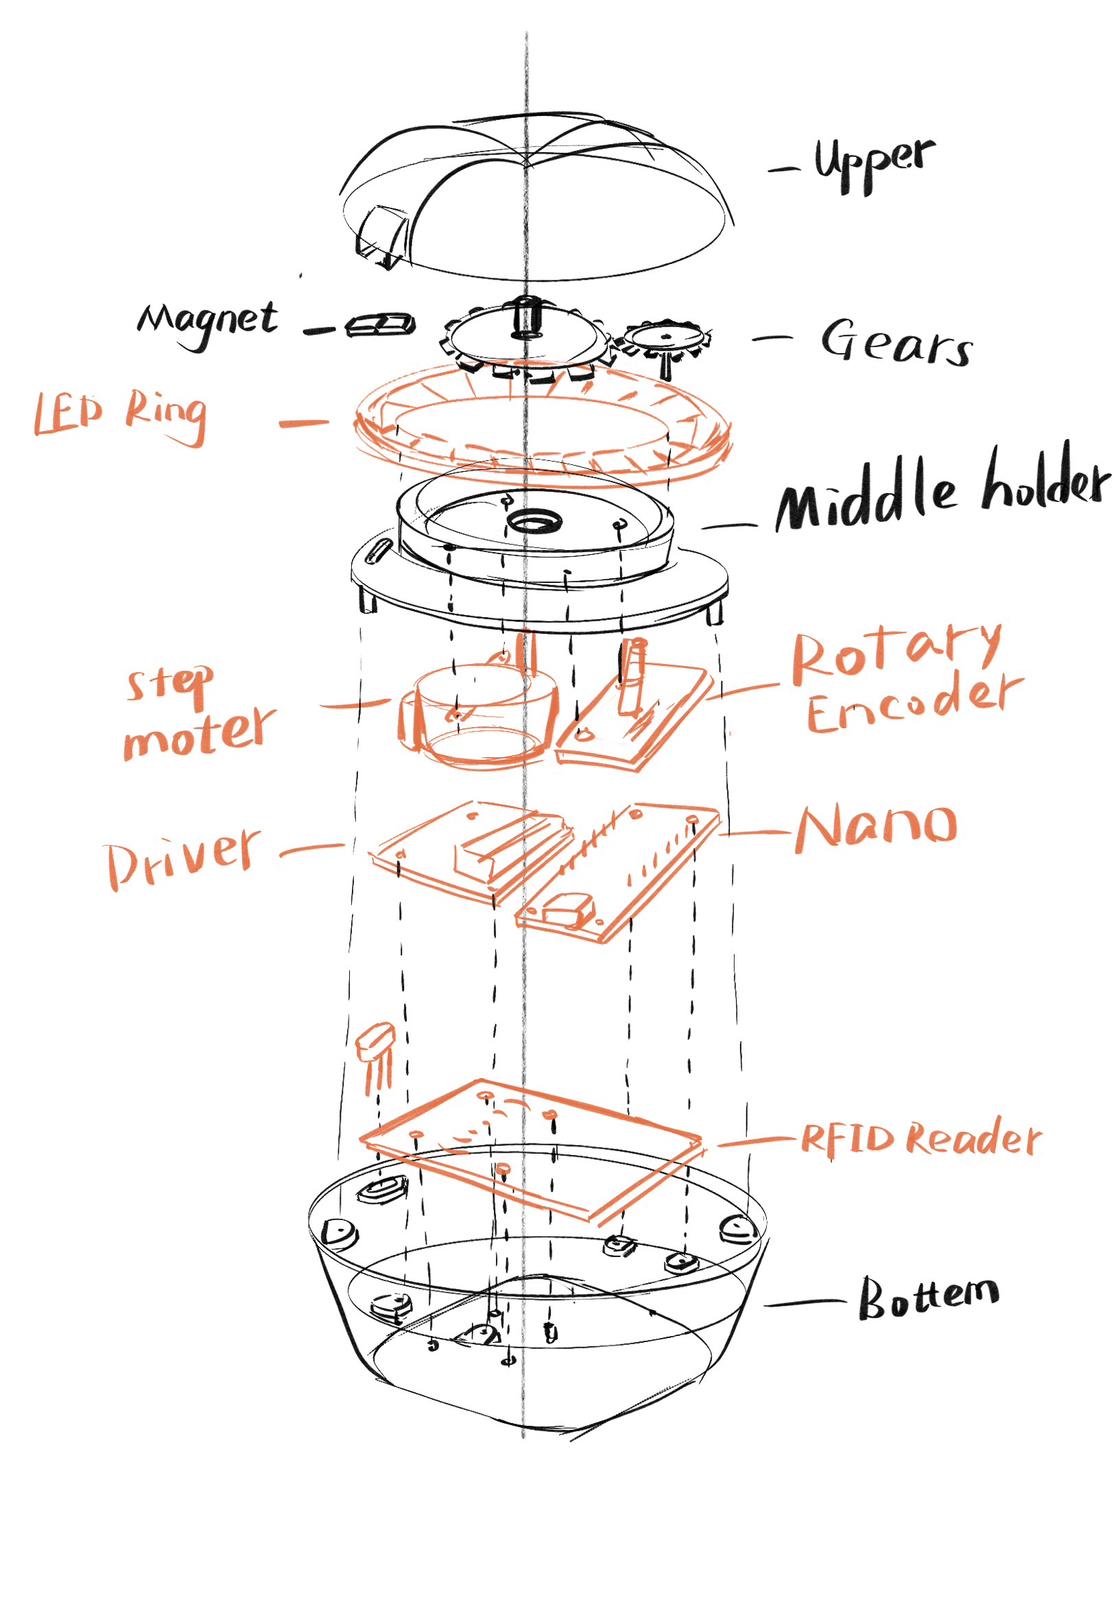 Upper
Magnet
Gears
LED Ring
Middle holder
Rotary
Encoder
step
moter
Nano
Driver
RFID Reader
Bottem